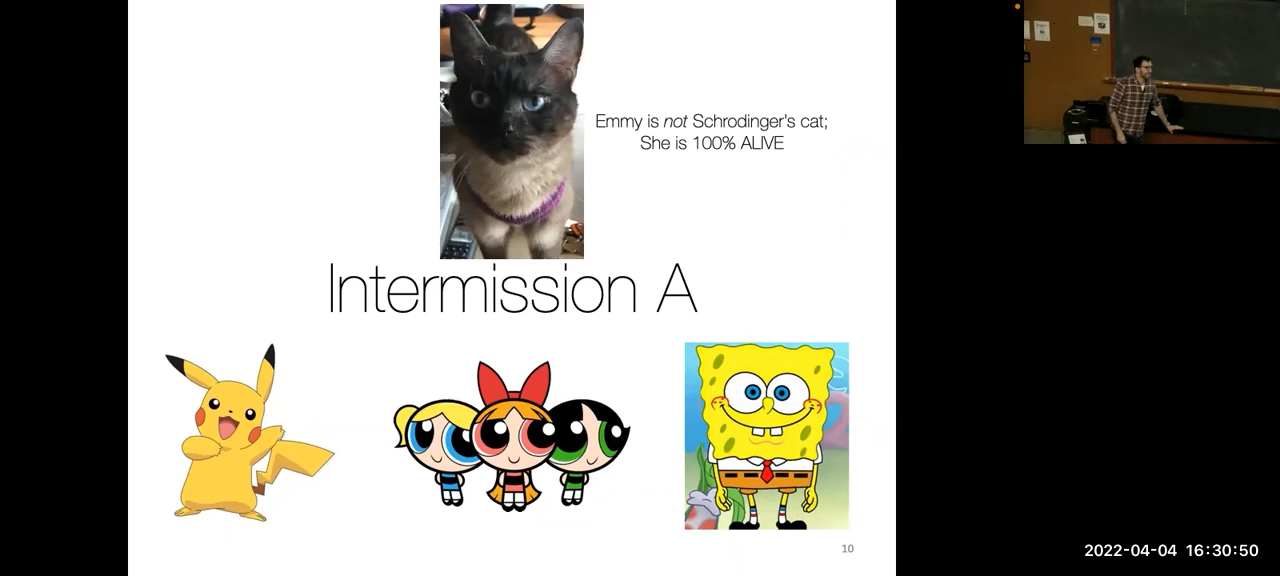 Emmy is not Schrodinger's cat;
She is 100% ALIVE
Intermission A
10
2022-04-04 16:30:50